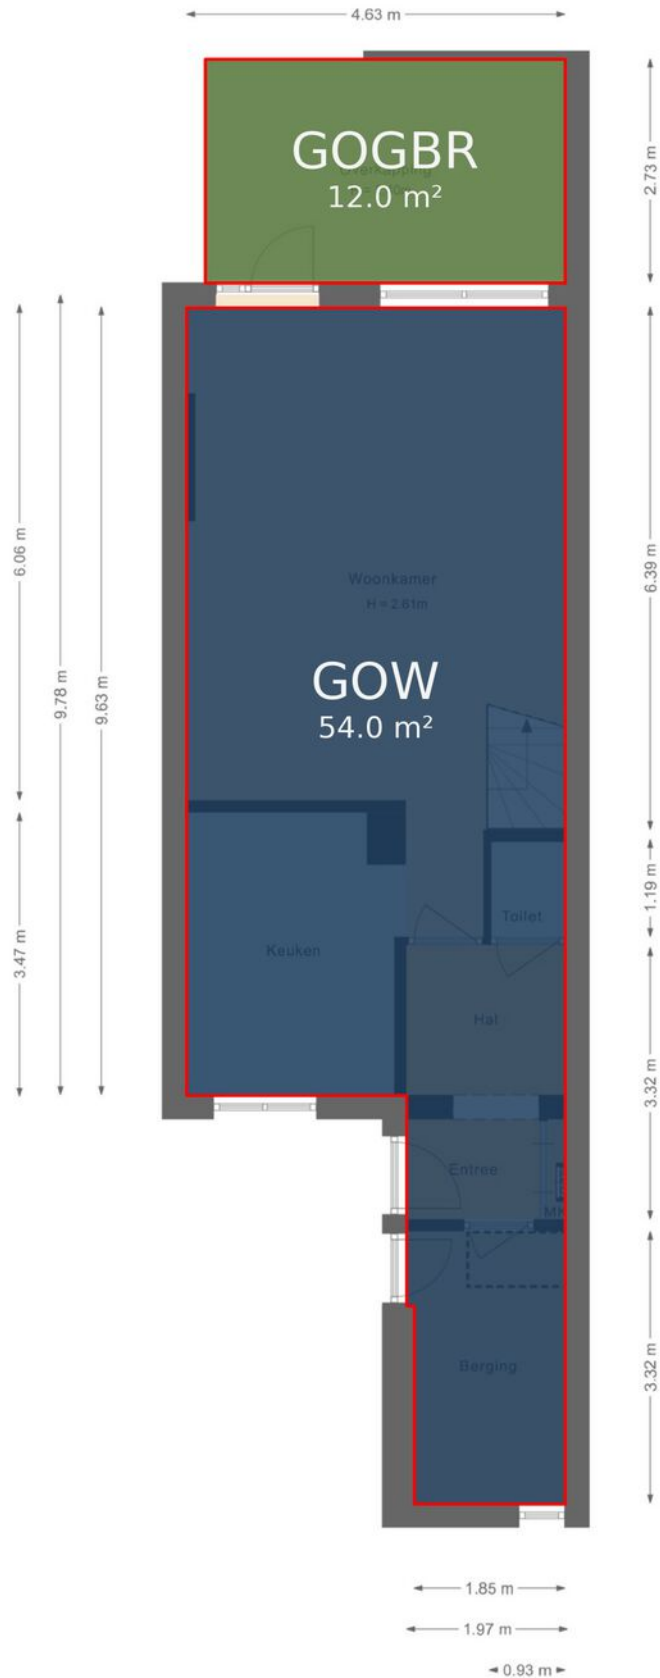 4.63 m
GOGBR
Overkapping
12.0 m²
2.73 m
6.06 m
9.78 m
9.63 m
6.39 m
Woonkamer
H = 2.61m
GOW
54.0 m²
3.47 m
1.19 m
Toilet
Keuken
Hal
3.32 m
Entree
MK
Berging
3.32 m
1.85 m
1.97 m
0.93 m